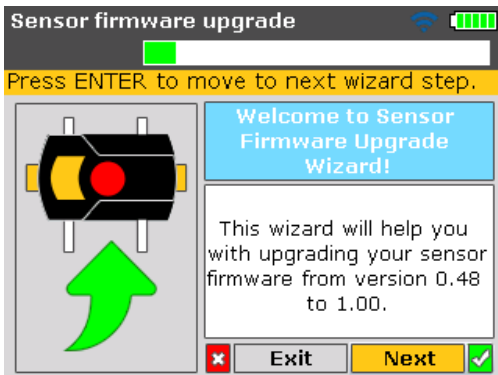 Sensor firmware upgrade
Press ENTER to move to next wizard step.
Welcome to Sensor
Firmware Upgrade
Wizard!
This wizard will help you
with upgrading your sensor
firmware from version 0.48
to 1.00.
Exit
Next